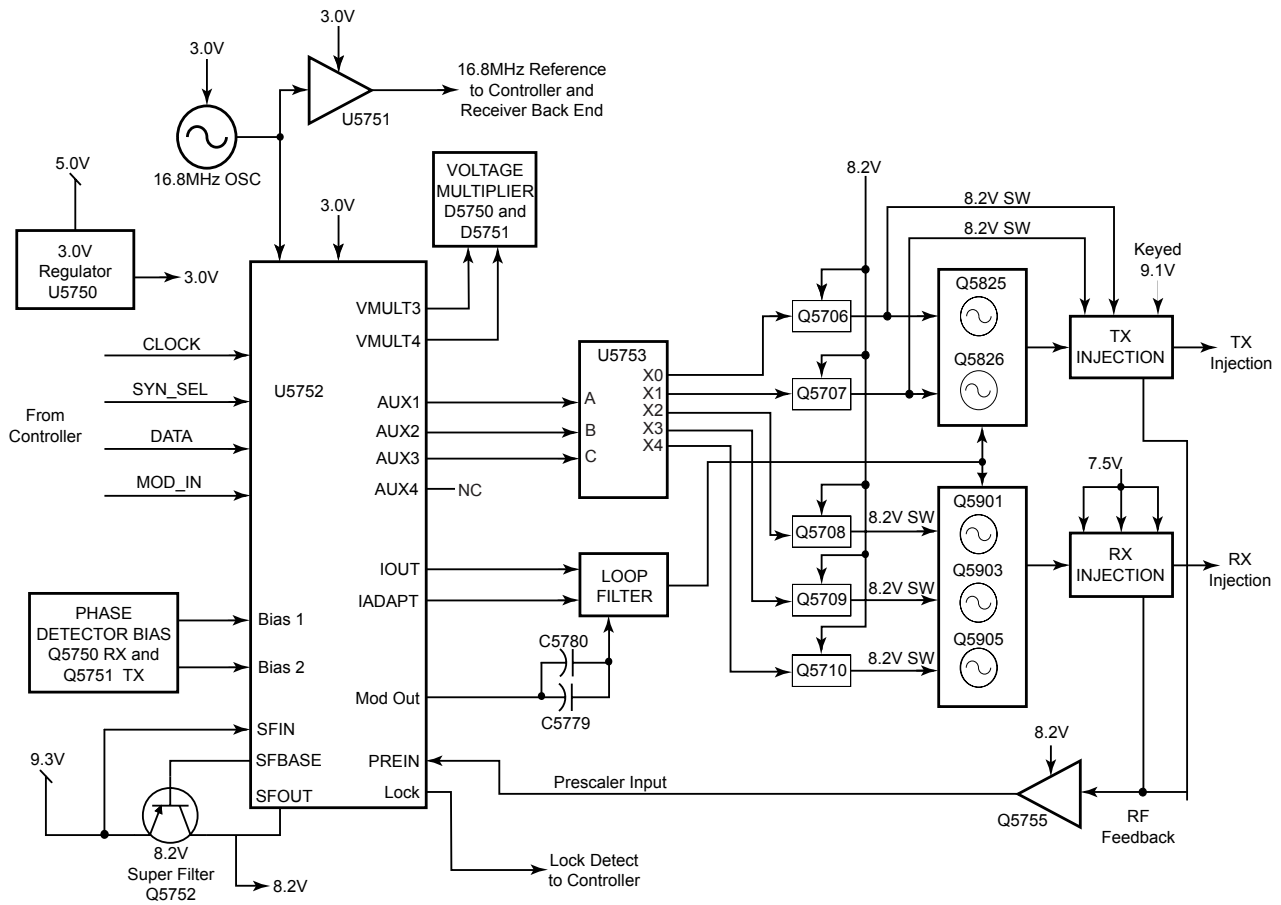 3.0V
3.0V
16.8MHz Reference
to Controller and
Receiver Back End
U5751
16.8MHz OSC
5.0V
3.0V
Regulator
U5750
3.0V
3.0V
VOLTAGE
MULTIPLIER
D5750 and
D5751
8.2V
8.2V SW
8.2V SW
Keyed
9.1V
VMULT3
VMULT4
U5752
CLOCK
SYN_SEL
DATA
MOD_IN
From
Controller
AUX1
AUX2
AUX3
AUX4
NC
U5753
A
B
C
X0
X1
X2
X3
X4
Q5706
Q5707
Q5825
Q5826
TX
INJECTION
TX
Injection
7.5V
Q5708
8.2V SW
Q5709
8.2V SW
Q5710
8.2V SW
Q5901
Q5903
Q5905
RX
INJECTION
RX
Injection
IOUT
IADAPT
LOOP
FILTER
PHASE
DETECTOR BIAS
Q5750 RX and
Q5751 TX
Bias 1
Bias 2
C5780
C5779
Mod Out
SFIN
SFBASE
SFOUT
PREIN
Lock
Prescaler Input
8.2V
Q5755
RF
Feedback
9.3V
8.2V
Super Filter
Q5752
8.2V
Lock Detect
to Controller